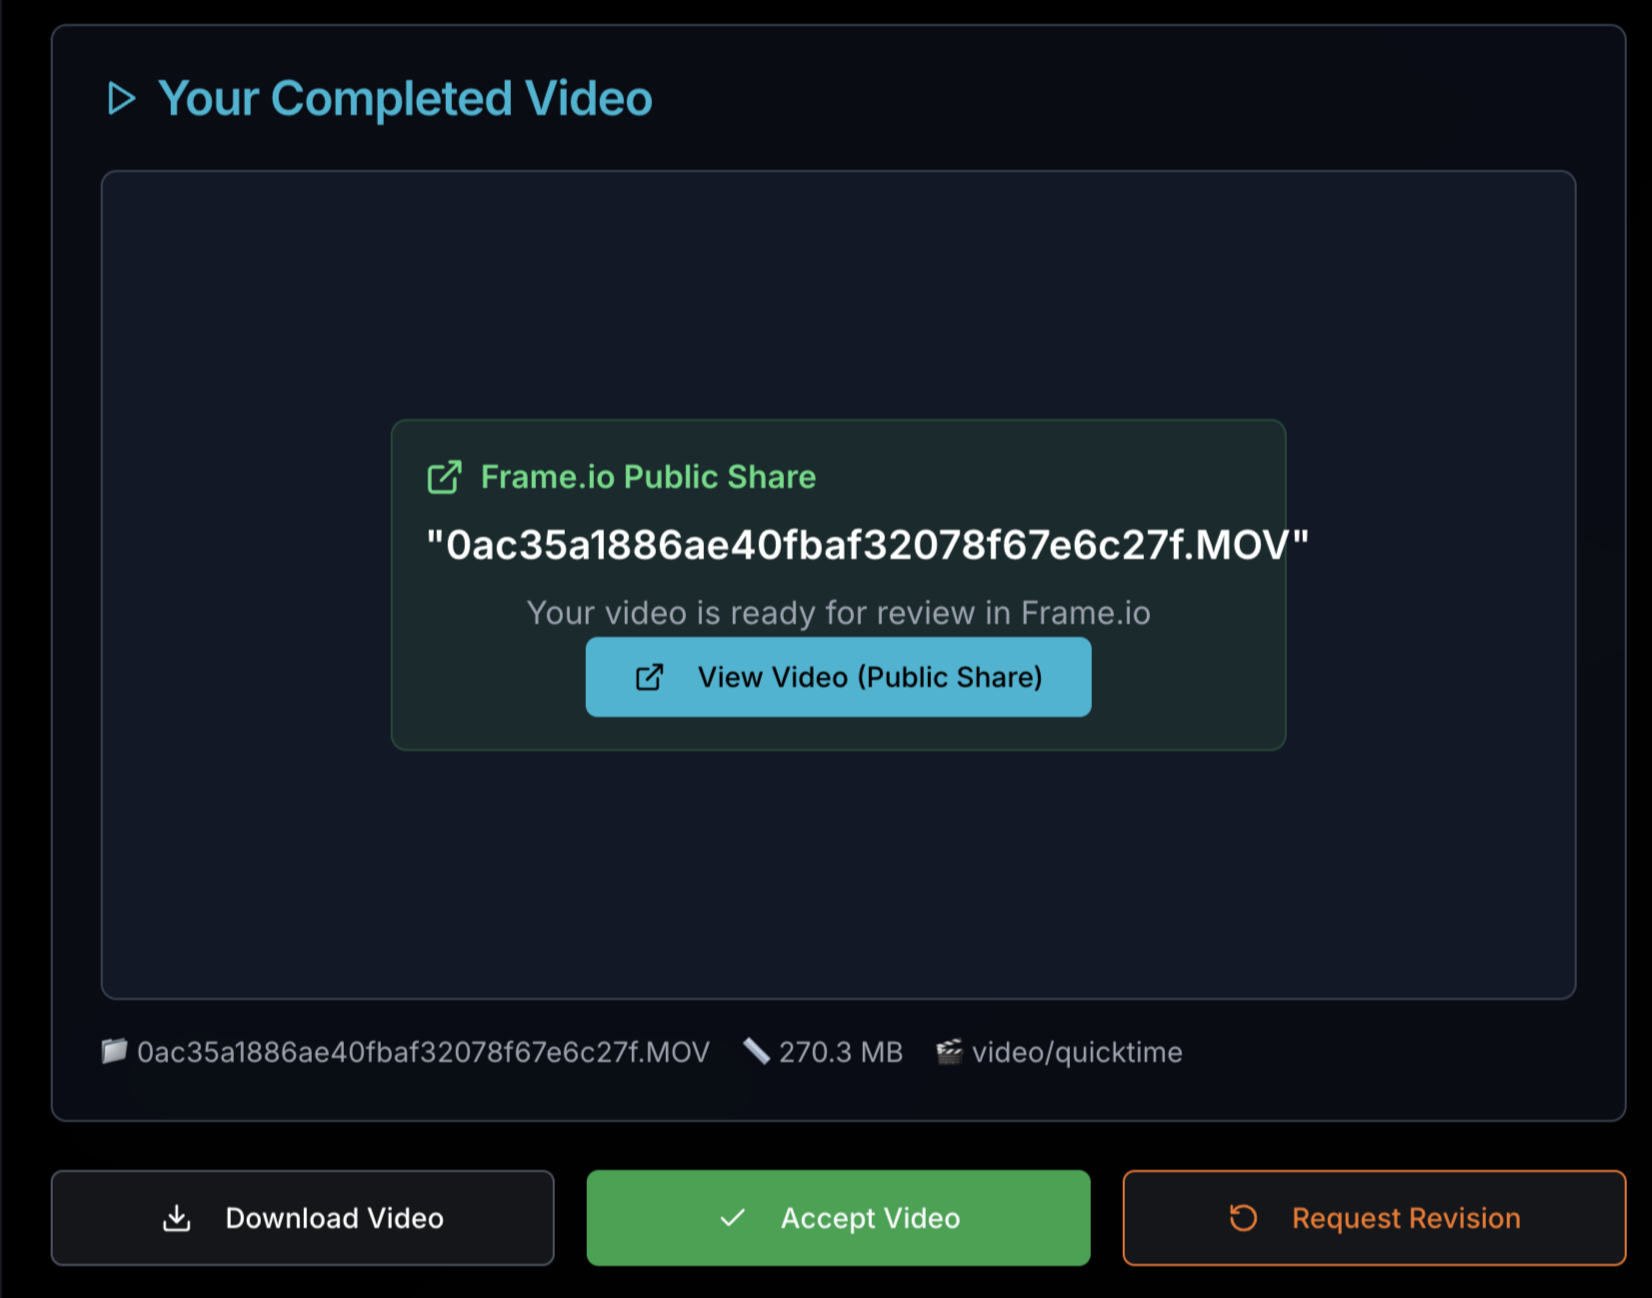 Your Completed Video
Frame.io Public Share
"0ac35a1886ae40fbaf32078f67e6c27f.MOV"
Your video is ready for review in Frame.io
View Video (Public Share)
0ac35a1886ae40fbaf32078f67e6c27f.MOV 270.3 MB video/quicktime
Download Video Accept Video Request Revision